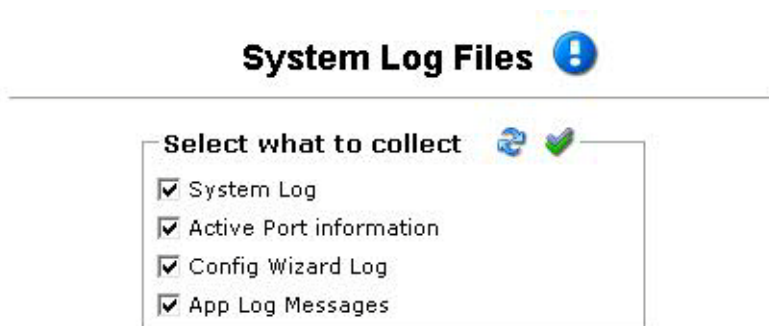 System Log Files
Select what to collect
System Log
Active Port information
Config Wizard Log
App Log Messages